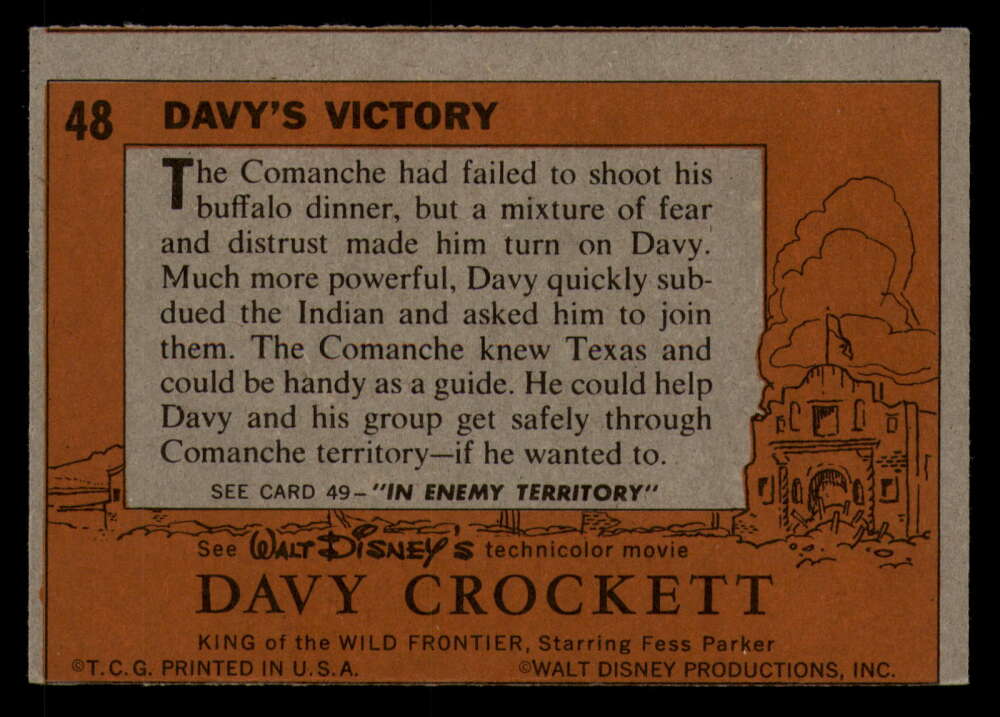 48 DAVY'S VICTORY
The Comanche had failed to shoot his
buffalo dinner, but a mixture of fear
and distrust made him turn on Davy.
Much more powerful, Davy quickly sub-
dued the Indian and asked him to join
them. The Comanche knew Texas and
could be handy as a guide. He could help
Davy and his group get safely through
Comanche territory—if he wanted to.
SEE CARD 49–"IN ENEMY TERRITORY"
See WALT DISNEY'S technicolor movie
DAVY CROCKETT
KING of the WILD FRONTIER, Starring Fess Parker
©T.C.G. PRINTED IN U.S.A. ©WALT DISNEY PRODUCTIONS, INC.